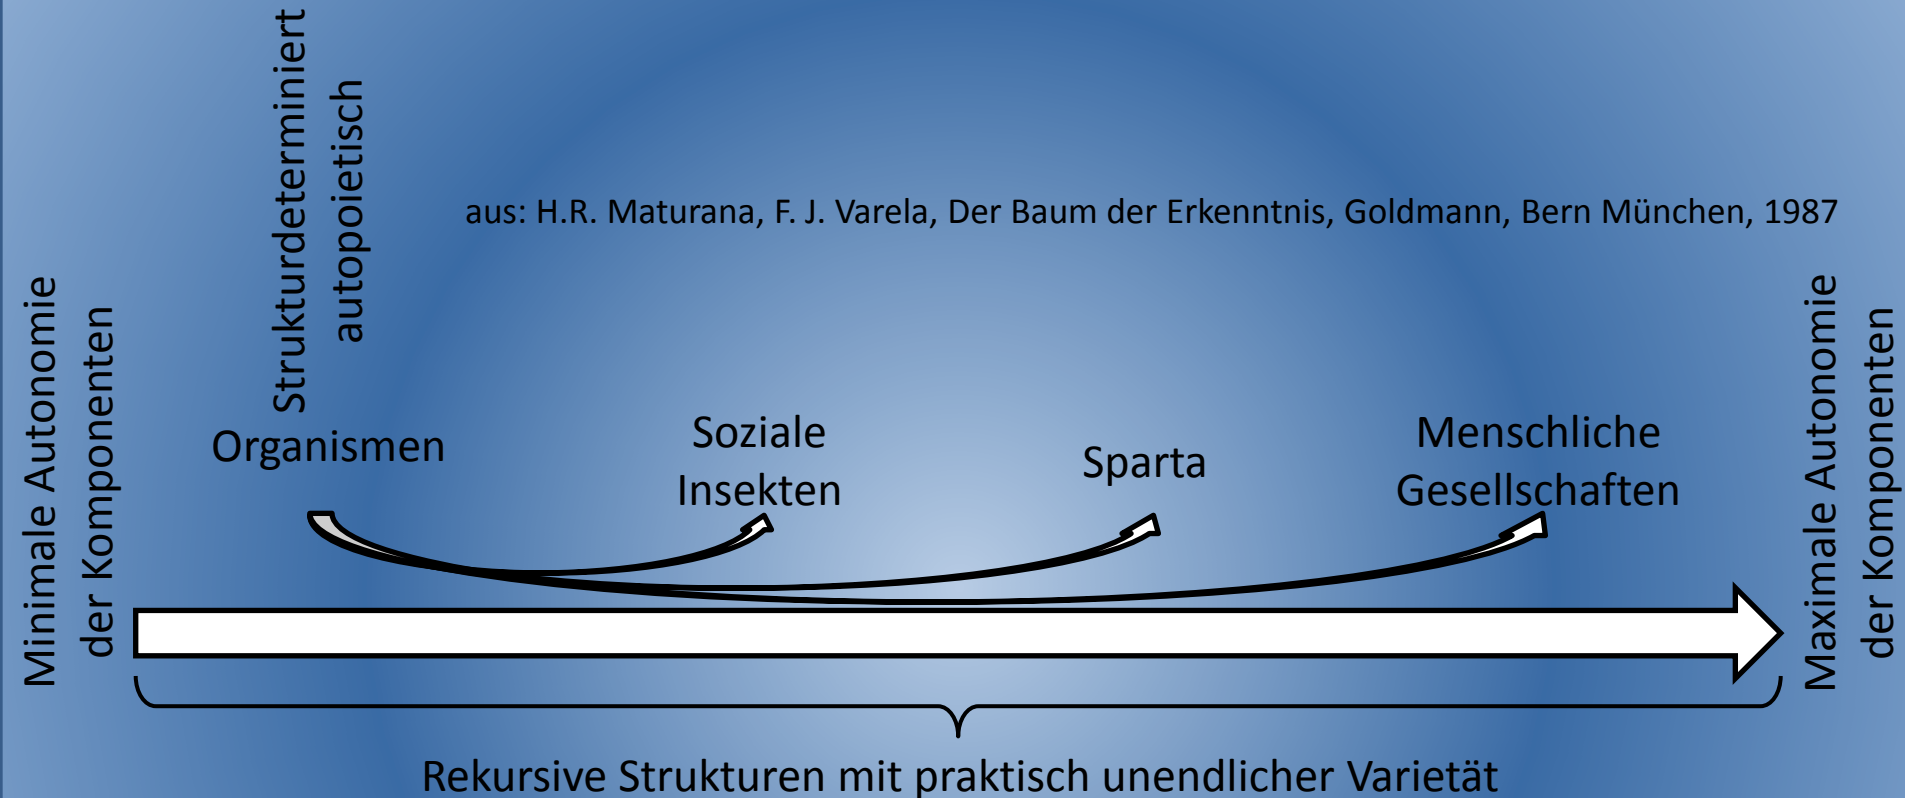 Strukturdeterminiert
autopoietisch
aus: H.R. Maturana, F. J. Varela, Der Baum der Erkenntnis, Goldmann, Bern München, 1987
Minimale Autonomie
der Komponenten
Organismen
Soziale
Insekten
Sparta
Menschliche
Gesellschaften
Maximale Autonomie
der Komponenten
Rekursive Strukturen mit praktisch unendlicher Varietät